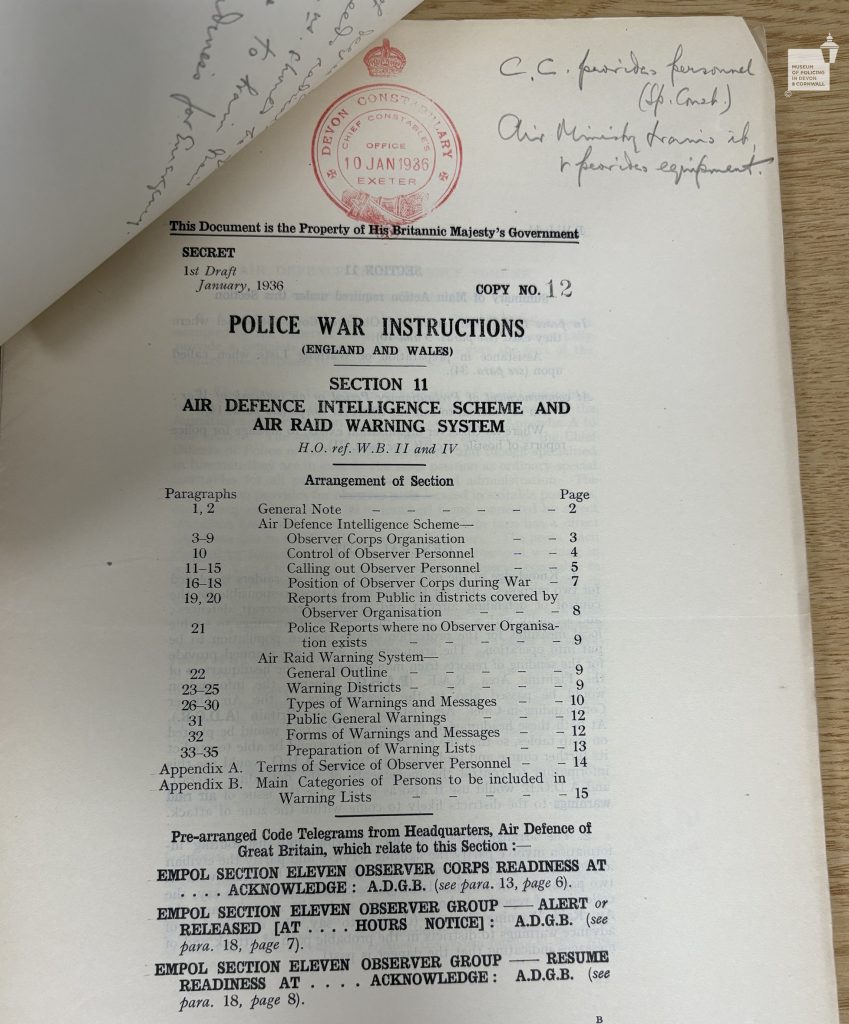 C.C. provides personnel
(Sp. Const.)
Air Ministry trains it,
& provides equipment.
MUSEUM
OF POLICING
IN DEVON
& CORNWALL
DEVON CONSTABULARY
CHIEF CONSTABLE'S
OFFICE
10 JAN 1936
EXETER
This Document is the Property of His Britannic Majesty's Government
SECRET
1st Draft
January, 1936
COPY NO. 12
POLICE WAR INSTRUCTIONS
(ENGLAND AND WALES)
SECTION 11
AIR DEFENCE INTELLIGENCE SCHEME AND
AIR RAID WARNING SYSTEM
H.O. ref. W.B. II and IV
Arrangement of Section
Paragraphs Page
1, 2 General Note – – – – – – 2
Air Defence Intelligence Scheme—
3–9 Observer Corps Organisation – – 3
10 Control of Observer Personnel – – 4
11–15 Calling out Observer Personnel – – 5
16–18 Position of Observer Corps during War – 7
19, 20 Reports from Public in districts covered by
Observer Organisation – – – 8
21 Police Reports where no Observer Organisa-
tion exists – – – – – 9
Air Raid Warning System—
22 General Outline – – – – – 9
23–25 Warning Districts – – – – – 9
26–30 Types of Warnings and Messages – – 10
31 Public General Warnings – – – 12
32 Forms of Warnings and Messages – – 12
33–35 Preparation of Warning Lists – – 13
Appendix A. Terms of Service of Observer Personnel – – 14
Appendix B. Main Categories of Persons to be included in
Warning Lists – – – – – 15
Pre-arranged Code Telegrams from Headquarters, Air Defence of
Great Britain, which relate to this Section :—
EMPOL SECTION ELEVEN OBSERVER CORPS READINESS AT
. . . . ACKNOWLEDGE : A.D.G.B. (see para. 13, page 6).
EMPOL SECTION ELEVEN OBSERVER GROUP —— ALERT or
RELEASED [AT . . . . HOURS NOTICE] : A.D.G.B. (see
para. 18, page 7).
EMPOL SECTION ELEVEN OBSERVER GROUP —— RESUME
READINESS AT . . . . ACKNOWLEDGE : A.D.G.B. (see
para. 18, page 8).
B